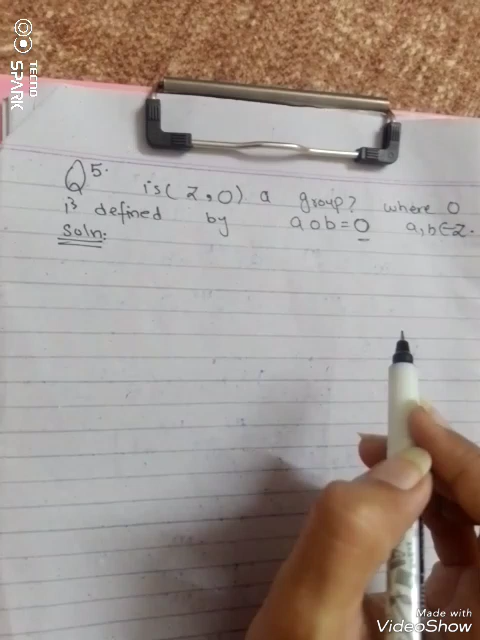 TECNO
SPARK
Q5. is (Z, o) a group? where o
is defined by a o b = 0 a, b ∈ Z.
Soln:
Made with
VideoShow